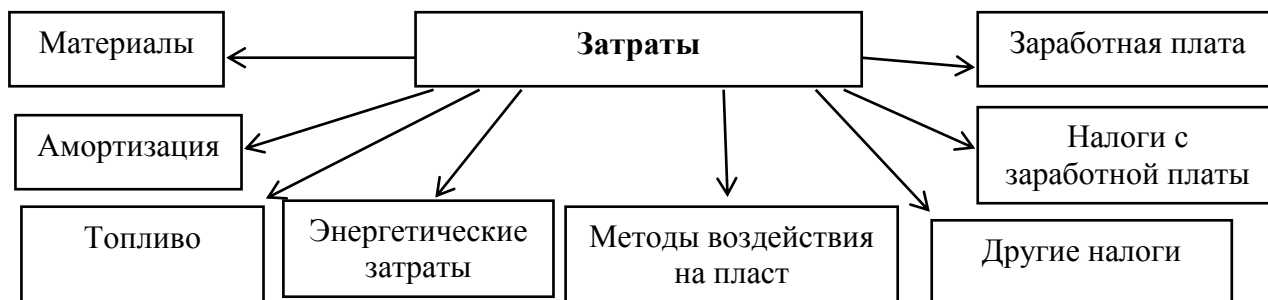 Материалы
Затраты
Заработная плата
Амортизация
Налоги с
заработной платы
Топливо
Энергетические
затраты
Методы воздействия
на пласт
Другие налоги